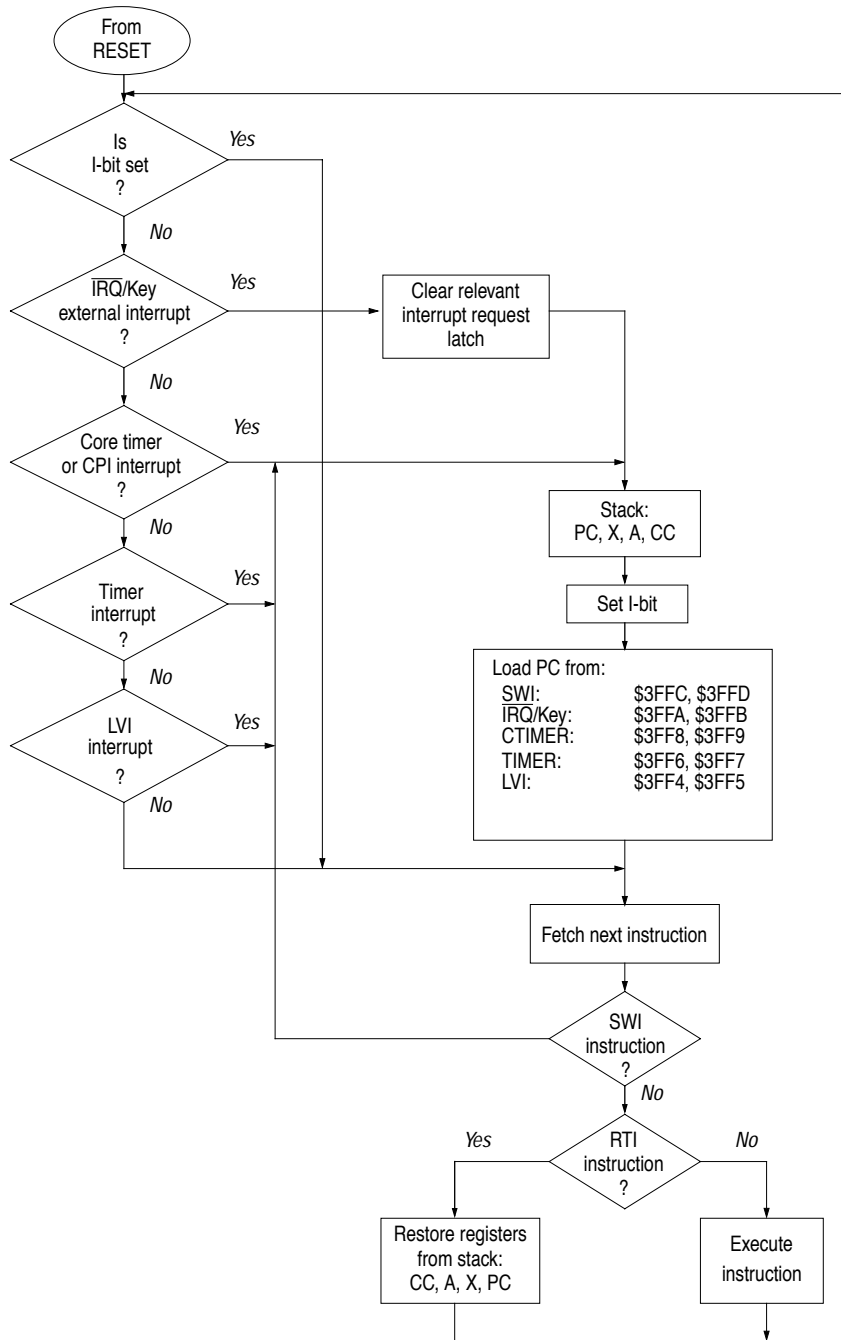 From
RESET
Is
I-bit set
?
Yes
No
IRQ/Key
external interrupt
?
Yes
No
Clear relevant
interrupt request
latch
Core timer
or CPI interrupt
?
Yes
No
Stack:
PC, X, A, CC
Timer
interrupt
?
Yes
No
Set I-bit
LVI
interrupt
?
Yes
No
Load PC from:
SWI: $3FFC, $3FFD
IRQ/Key: $3FFA, $3FFB
CTIMER: $3FF8, $3FF9
TIMER: $3FF6, $3FF7
LVI: $3FF4, $3FF5
Fetch next instruction
SWI
instruction
?
No
RTI
instruction
?
Yes
No
Restore registers
from stack:
CC, A, X, PC
Execute
instruction